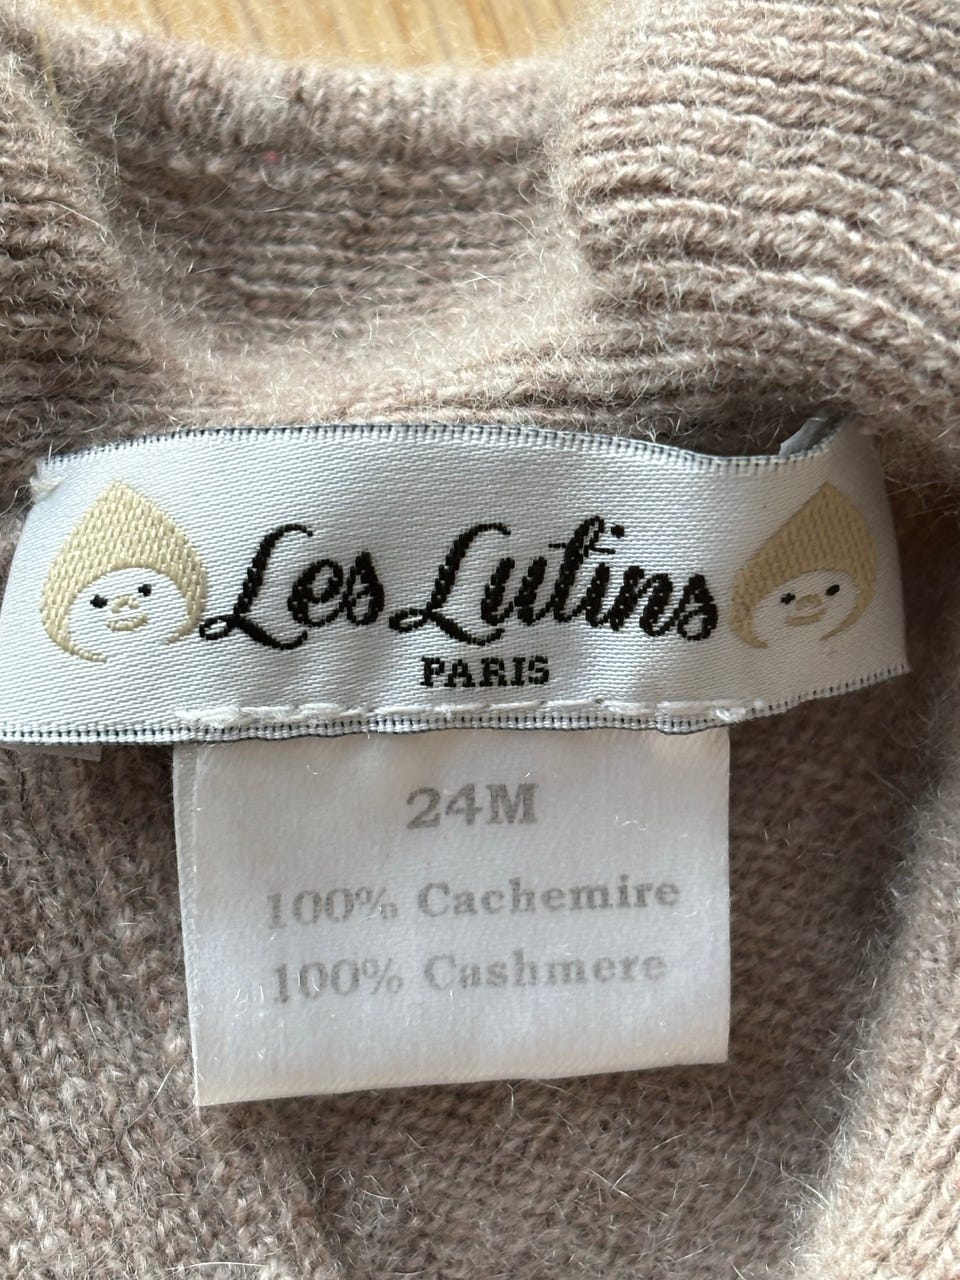 Les Lutins
PARIS
24M
100% Cachemire
100% Cashmere